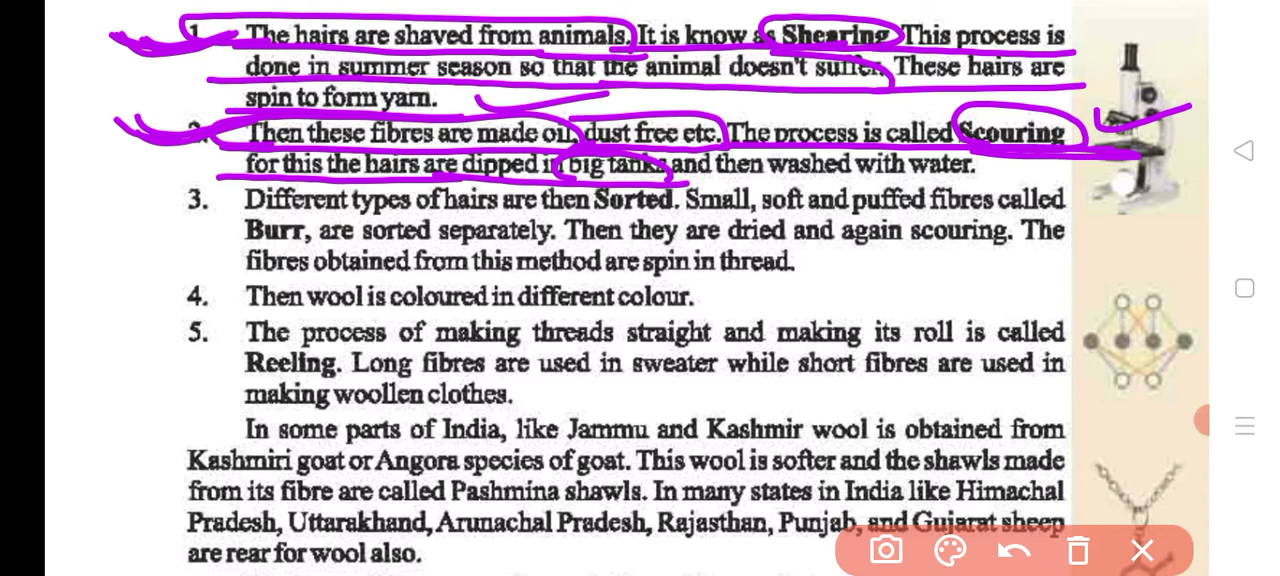 1. The hairs are shaved from animals. It is know as Shearing. This process is
done in summer season so that the animal doesn't suffer. These hairs are
spin to form yarn.
2. Then these fibres are made oil, dust free etc. The process is called Scouring
for this the hairs are dipped in big tanks and then washed with water.
3. Different types of hairs are then Sorted. Small, soft and puffed fibres called
Burr, are sorted separately. Then they are dried and again scouring. The
fibres obtained from this method are spin in thread.
4. Then wool is coloured in different colour.
5. The process of making threads straight and making its roll is called
Reeling. Long fibres are used in sweater while short fibres are used in
making woollen clothes.
In some parts of India, like Jammu and Kashmir wool is obtained from
Kashmiri goat or Angora species of goat. This wool is softer and the shawls made
from its fibre are called Pashmina shawls. In many states in India like Himachal
Pradesh, Uttarakhand, Arunachal Pradesh, Rajasthan, Punjab, and Gujarat sheep
are rear for wool also.